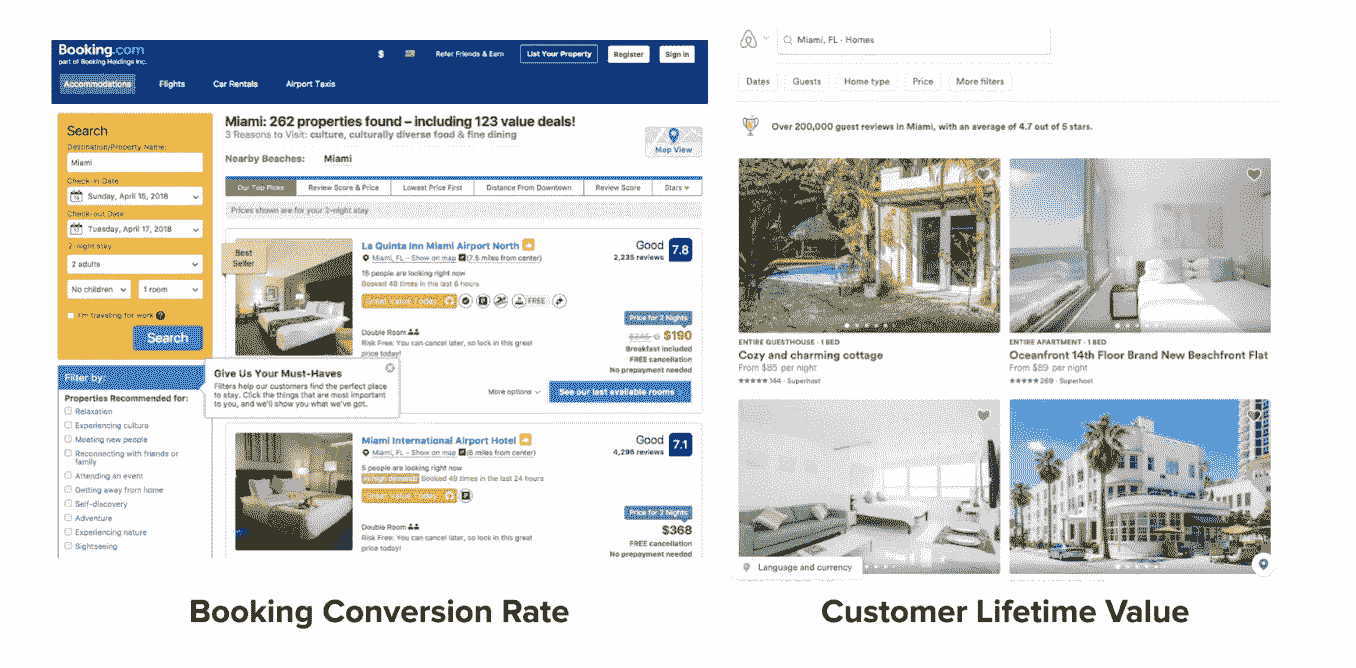 Booking.com
part of Booking Holdings Inc.
$
Refer Friends & Earn
List Your Property
Register
Sign in
Accommodations
Flights
Car Rentals
Airport Taxis
Search
Destination/Property Name:
Miami
Check-in Date
Sunday, April 15, 2018
Check-out Date
Tuesday, April 17, 2018
2-night stay
2 adults
No children
1 room
I'm traveling for work
Search
Filter by:
Properties Recommended for:
Relaxation
Experiencing culture
Meeting new people
Reconnecting with friends or
family
Attending an event
Getting away from home
Self-discovery
Adventure
Experiencing nature
Sightseeing
Miami: 262 properties found – including 123 value deals!
3 Reasons to Visit: culture, culturally diverse food & fine dining
Map View
Nearby Beaches: Miami
Our Top Picks
Review Score & Price
Lowest Price First
Distance From Downtown
Review Score
Stars
Prices shown are for your 2-night stay
Best
Seller
La Quinta Inn Miami Airport North
Miami, FL – Show on map (7.5 miles from center)
15 people are looking right now
Booked 48 times in the last 6 hours
Great Value Today
FREE
Good
2,235 reviews
7.8
Double Room
Risk Free: You can cancel later, so lock in this great
price today!
Price for 2 Nights
$190
Breakfast included
FREE cancellation
No prepayment needed
More options
See our last available rooms
Give Us Your Must-Haves
Filters help our customers find the perfect place
to stay. Click the things that are most important
to you, and we'll show you what we've got.
Miami International Airport Hotel
Miami, FL – Show on map (6 miles from center)
5 people are looking right now
In high demand! Booked 49 times in the last 24 hours
Great Value Today
Good
4,296 reviews
7.1
Double Room
Risk Free: You can cancel later, so lock in this great
price today!
Price for 2 Nights
$368
FREE cancellation
No prepayment needed
Booking Conversion Rate
Miami, FL · Homes
Dates
Guests
Home type
Price
More filters
Over 200,000 guest reviews in Miami, with an average of 4.7 out of 5 stars.
ENTIRE GUESTHOUSE · 1 BED
Cozy and charming cottage
From $85 per night
144 · Superhost
ENTIRE APARTMENT · 1 BED
Oceanfront 14th Floor Brand New Beachfront Flat
From $89 per night
269 · Superhost
Language and currency
Customer Lifetime Value